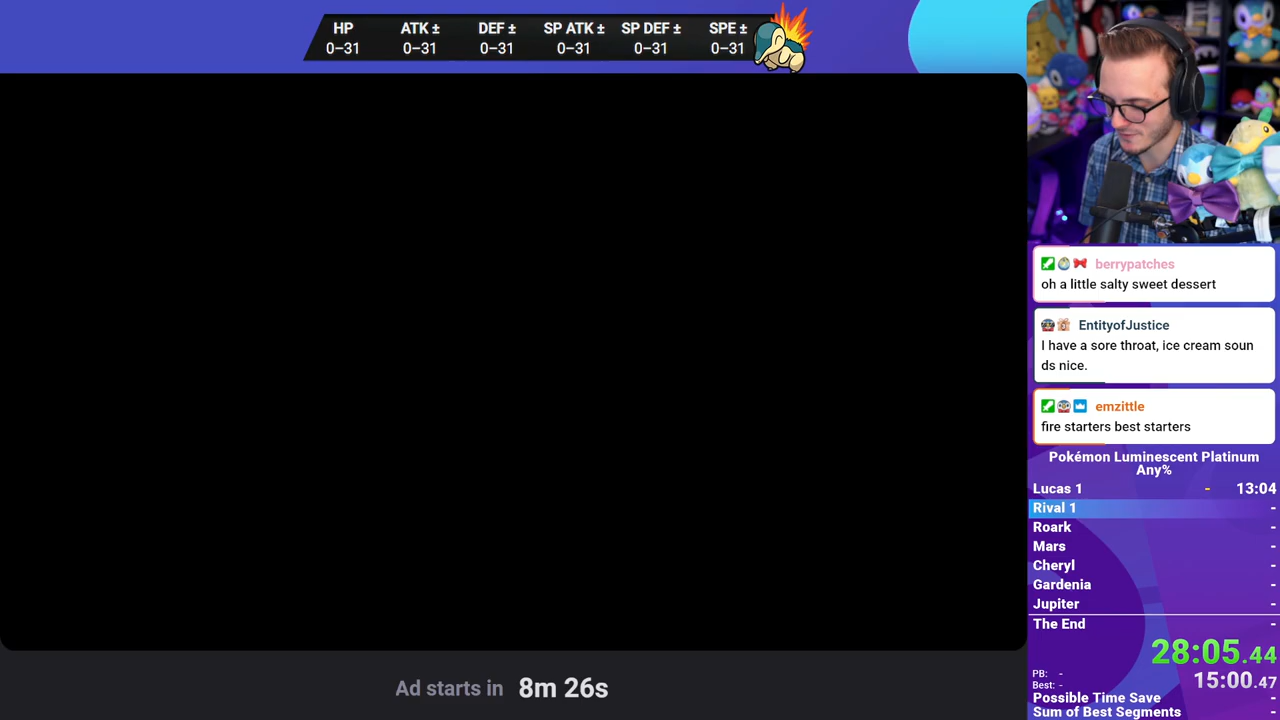 HP ATK ± DEF ± SP ATK ± SP DEF ± SPE ±
0–31 0–31 0–31 0–31 0–31 0–31
berrypatches
oh a little salty sweet dessert
EntityofJustice
I have a sore throat, ice cream soun
ds nice.
emzittle
fire starters best starters
Pokémon Luminescent Platinum
Any%
Lucas 1 - 13:04
Rival 1 -
Roark -
Mars -
Cheryl -
Gardenia -
Jupiter -
The End -
28:05.44
PB: -
Best: -
15:00.47
Possible Time Save -
Sum of Best Segments -
Ad starts in 8m 26s